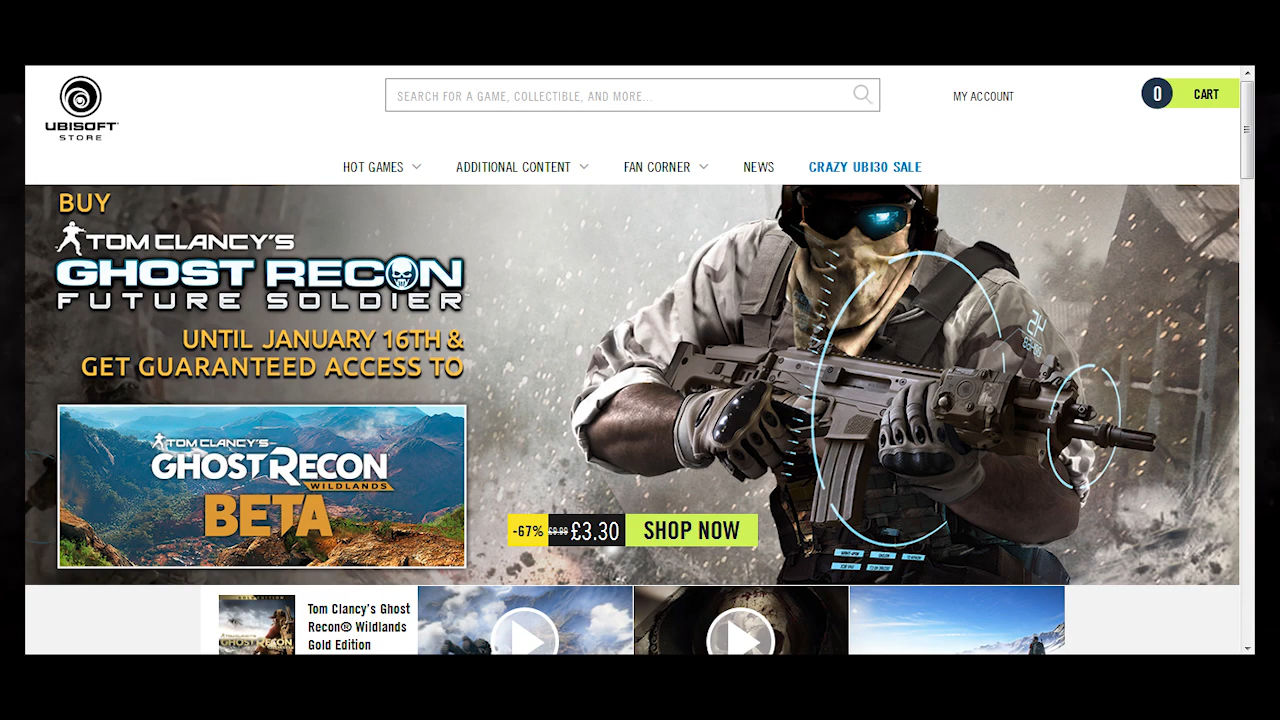 UBISOFT
STORE
SEARCH FOR A GAME, COLLECTIBLE, AND MORE...
MY ACCOUNT
0
CART
HOT GAMES
ADDITIONAL CONTENT
FAN CORNER
NEWS
CRAZY UBI30 SALE
BUY
TOM CLANCY'S
GHOST RECON
FUTURE SOLDIER
UNTIL JANUARY 16TH &
GET GUARANTEED ACCESS TO
TOM CLANCY'S
GHOST RECON
WILDLANDS
BETA
-67% £9.99 £3.30 SHOP NOW
Tom Clancy's Ghost
Recon® Wildlands
Gold Edition
GHOST RECON